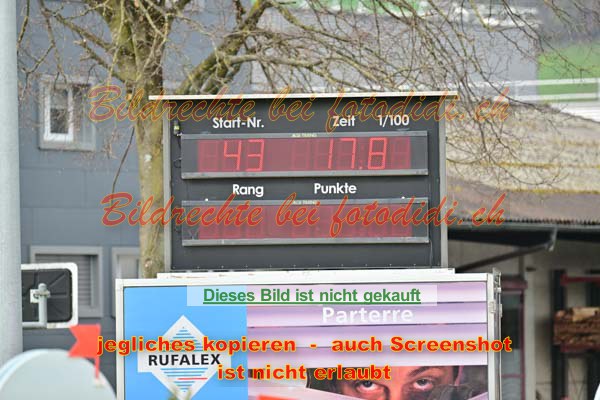 Bildrechte bei fotodidi.ch
Start-Nr. Zeit 1/100
43 17.8
Rang Punkte
Bildrechte bei fotodidi.ch
Dieses Bild ist nicht gekauft
Parterre
jegliches kopieren - auch Screenshot
RUFALEX
ist nicht erlaubt